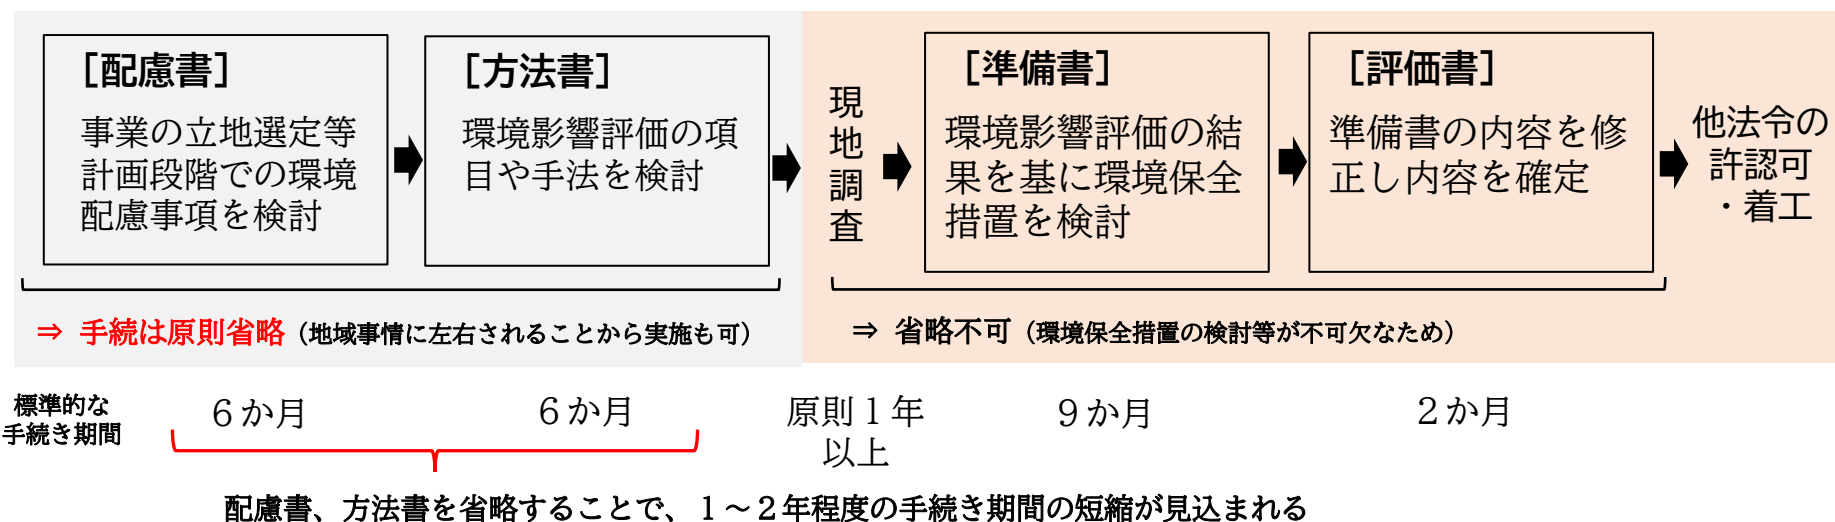 ［配慮書］
事業の立地選定等
計画段階での環境
配慮事項を検討
［方法書］
環境影響評価の項
目や手法を検討
現
地
調
査
［準備書］
環境影響評価の結
果を基に環境保全
措置を検討
［評価書］
準備書の内容を修
正し内容を確定
他法令の
許認可
・着工
⇒ 手続は原則省略（地域事情に左右されることから実施も可）
⇒ 省略不可（環境保全措置の検討等が不可欠なため）
標準的な
手続き期間
６か月
６か月
原則１年
以上
９か月
２か月
配慮書、方法書を省略することで、１～２年程度の手続き期間の短縮が見込まれる